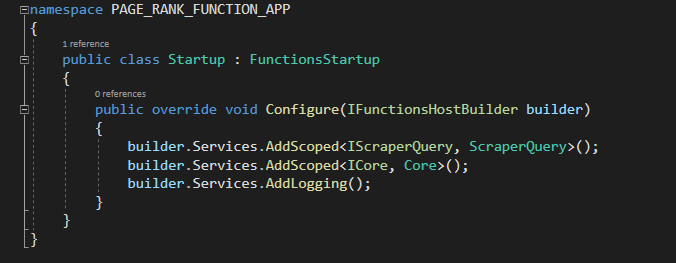 namespace PAGE_RANK_FUNCTION_APP
{
1 reference
public class Startup : FunctionsStartup
{
0 references
public override void Configure(IFunctionsHostBuilder builder)
{
builder.Services.AddScoped<IScraperQuery, ScraperQuery>();
builder.Services.AddScoped<ICore, Core>();
builder.Services.AddLogging();
}
}
}